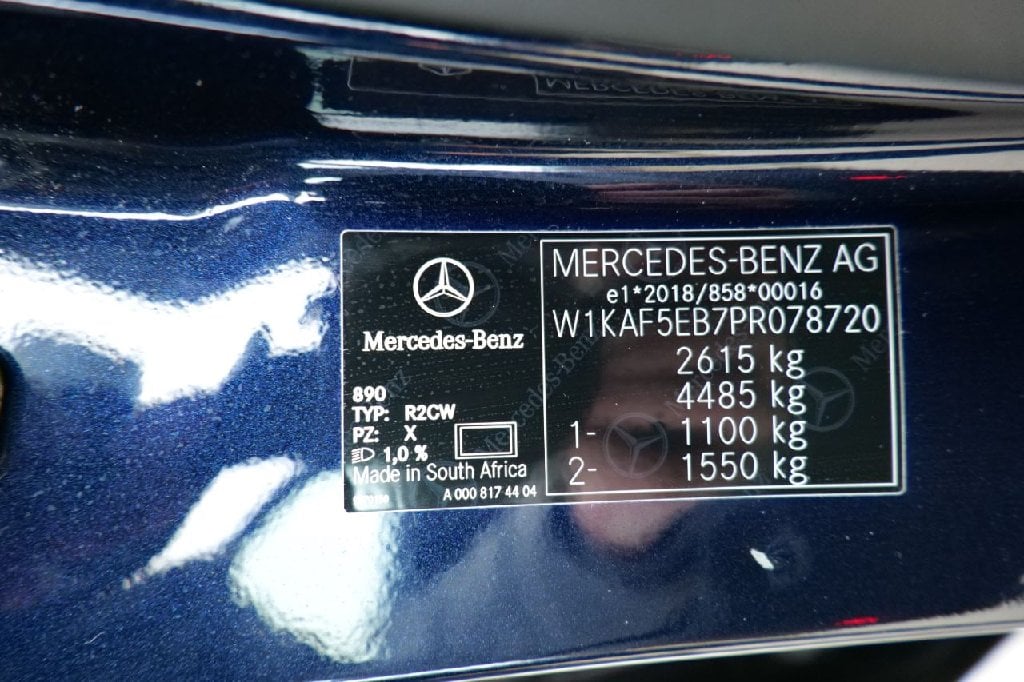 Mercedes-Benz
890
TYP: R2CW
PZ: X
1,0 %
Made in South Africa
A 000 817 44 04
MERCEDES-BENZ AG
e1*2018/858*00016
W1KAF5EB7PR078720
2615 kg
4485 kg
1- 1100 kg
2- 1550 kg